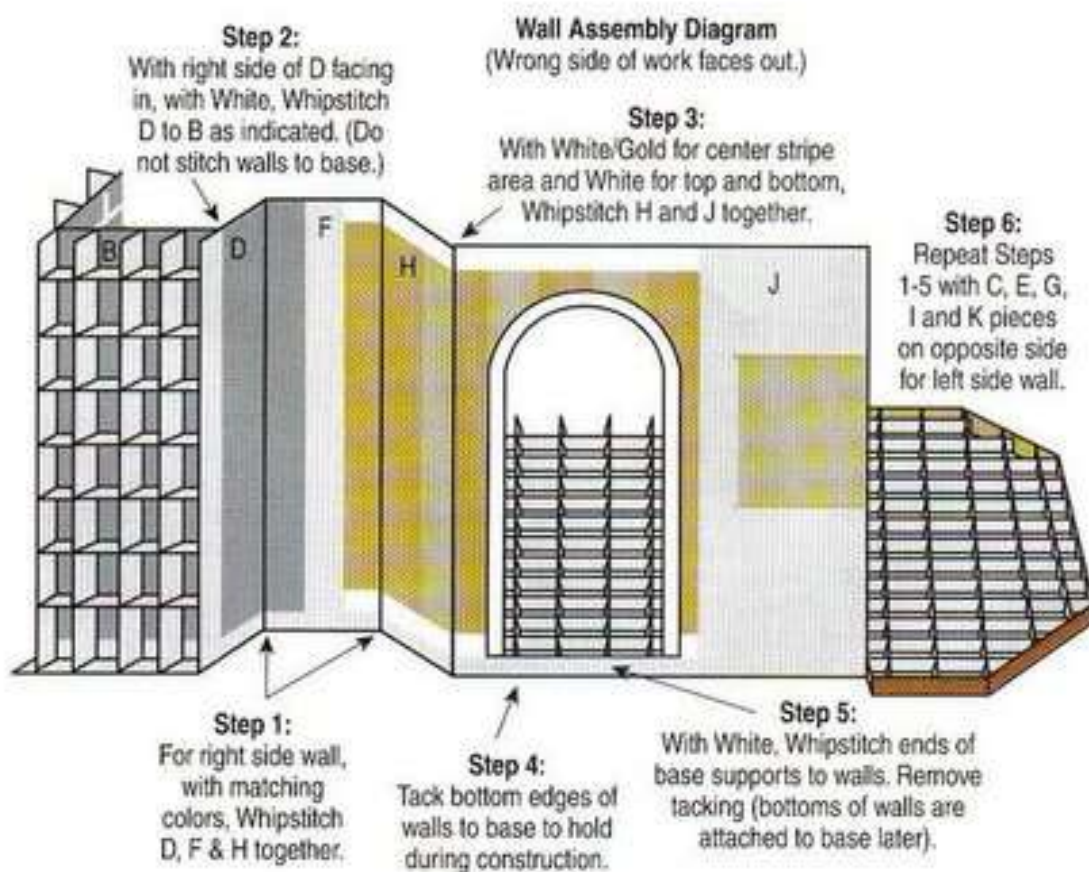 Wall Assembly Diagram
(Wrong side of work faces out.)
Step 2:
With right side of D facing
in, with White, Whipstitch
D to B as indicated. (Do
not stitch walls to base.)
Step 3:
With White/Gold for center stripe
area and White for top and bottom,
Whipstitch H and J together.
Step 6:
Repeat Steps
1-5 with C, E, G,
I and K pieces
on opposite side
for left side wall.
B
D
F
H
J
Step 1:
For right side wall,
with matching
colors, Whipstitch
D, F & H together.
Step 4:
Tack bottom edges of
walls to base to hold
during construction.
Step 5:
With White, Whipstitch ends of
base supports to walls. Remove
tacking (bottoms of walls are
attached to base later).